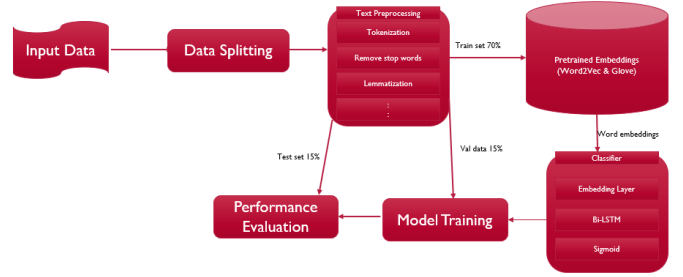 Input Data
Data Splitting
Text Preprocessing
Tokenization
Remove stop words
Lemmatization
:
:
Train set 70%
Pretrained Embeddings
(Word2Vec & Glove)
Word embeddings
Test set 15%
Val data 15%
Classifier
Embedding Layer
Bi-LSTM
Sigmoid
Model Training
Performance
Evaluation